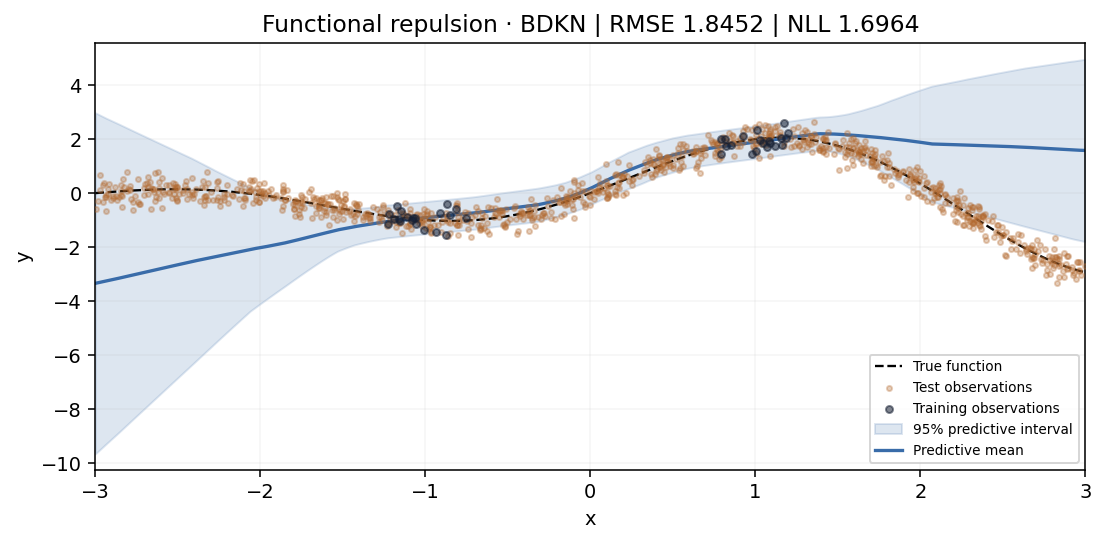 Functional repulsion · BDKN | RMSE 1.8452 | NLL 1.6964
4
2
0
−2
−4
−6
−8
−10
y
True function
Test observations
Training observations
95% predictive interval
Predictive mean
−3
−2
−1
0
1
2
3
x